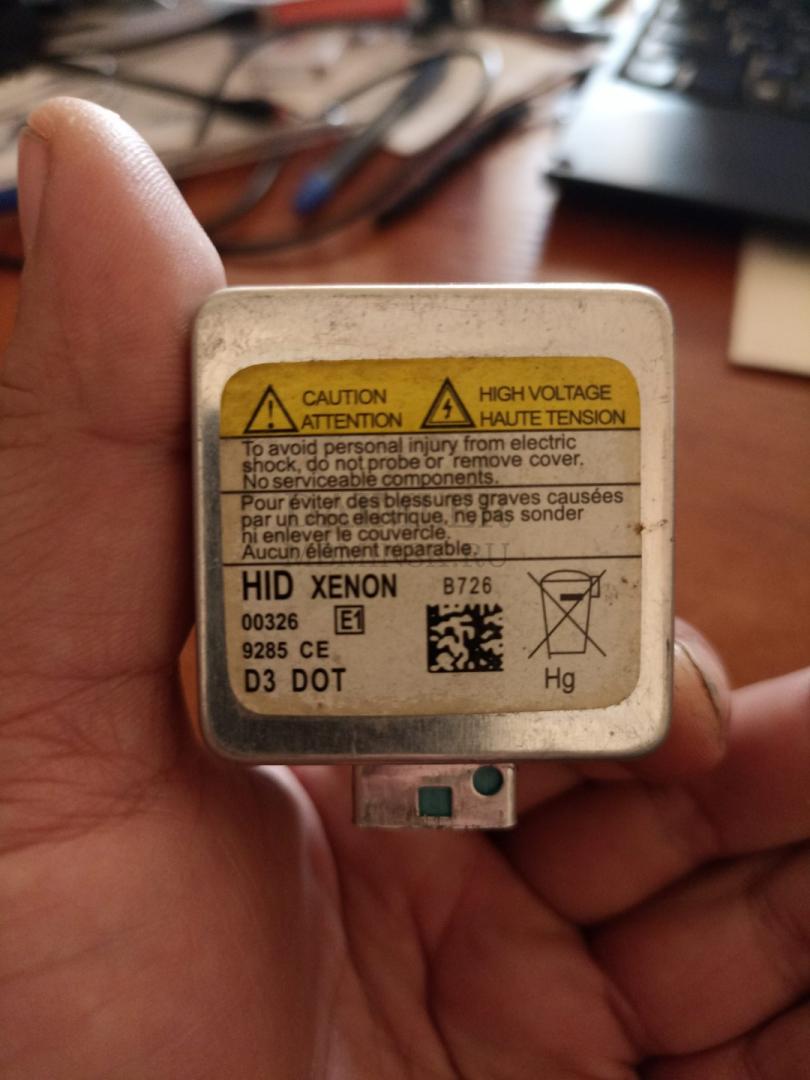 CAUTION
ATTENTION
HIGH VOLTAGE
HAUTE TENSION
To avoid personal injury from electric
shock, do not probe or remove cover.
No serviceable components.
Pour éviter des blessures graves causées
par un choc electrique, ne pas sonder
ni enlever le couvercle.
Aucun élément reparable.
HID XENON
B726
00326 E1
9285 CE
D3 DOT
Hg